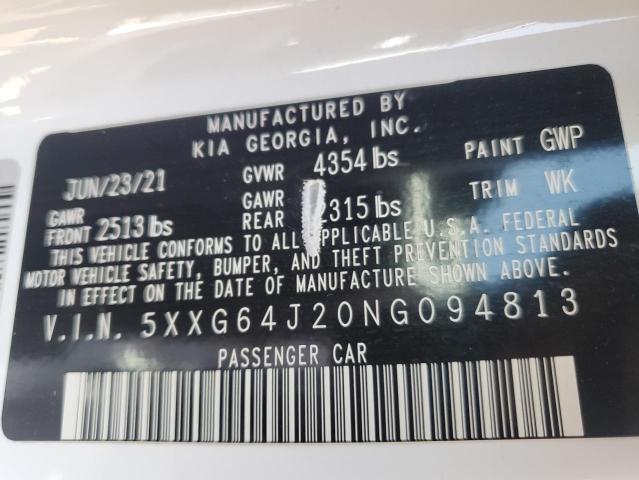 MANUFACTURED BY
KIA GEORGIA, INC.
JUN/23/21 GVWR 4354 lbs PAINT GWP
GAWR FRONT 2513 lbs GAWR REAR 2315 lbs TRIM WK
THIS VEHICLE CONFORMS TO ALL APPLICABLE U.S.A. FEDERAL
MOTOR VEHICLE SAFETY, BUMPER, AND THEFT PREVENTION STANDARDS
IN EFFECT ON THE DATE OF MANUFACTURE SHOWN ABOVE.
V.I.N. 5XXG64J20NG094813
PASSENGER CAR